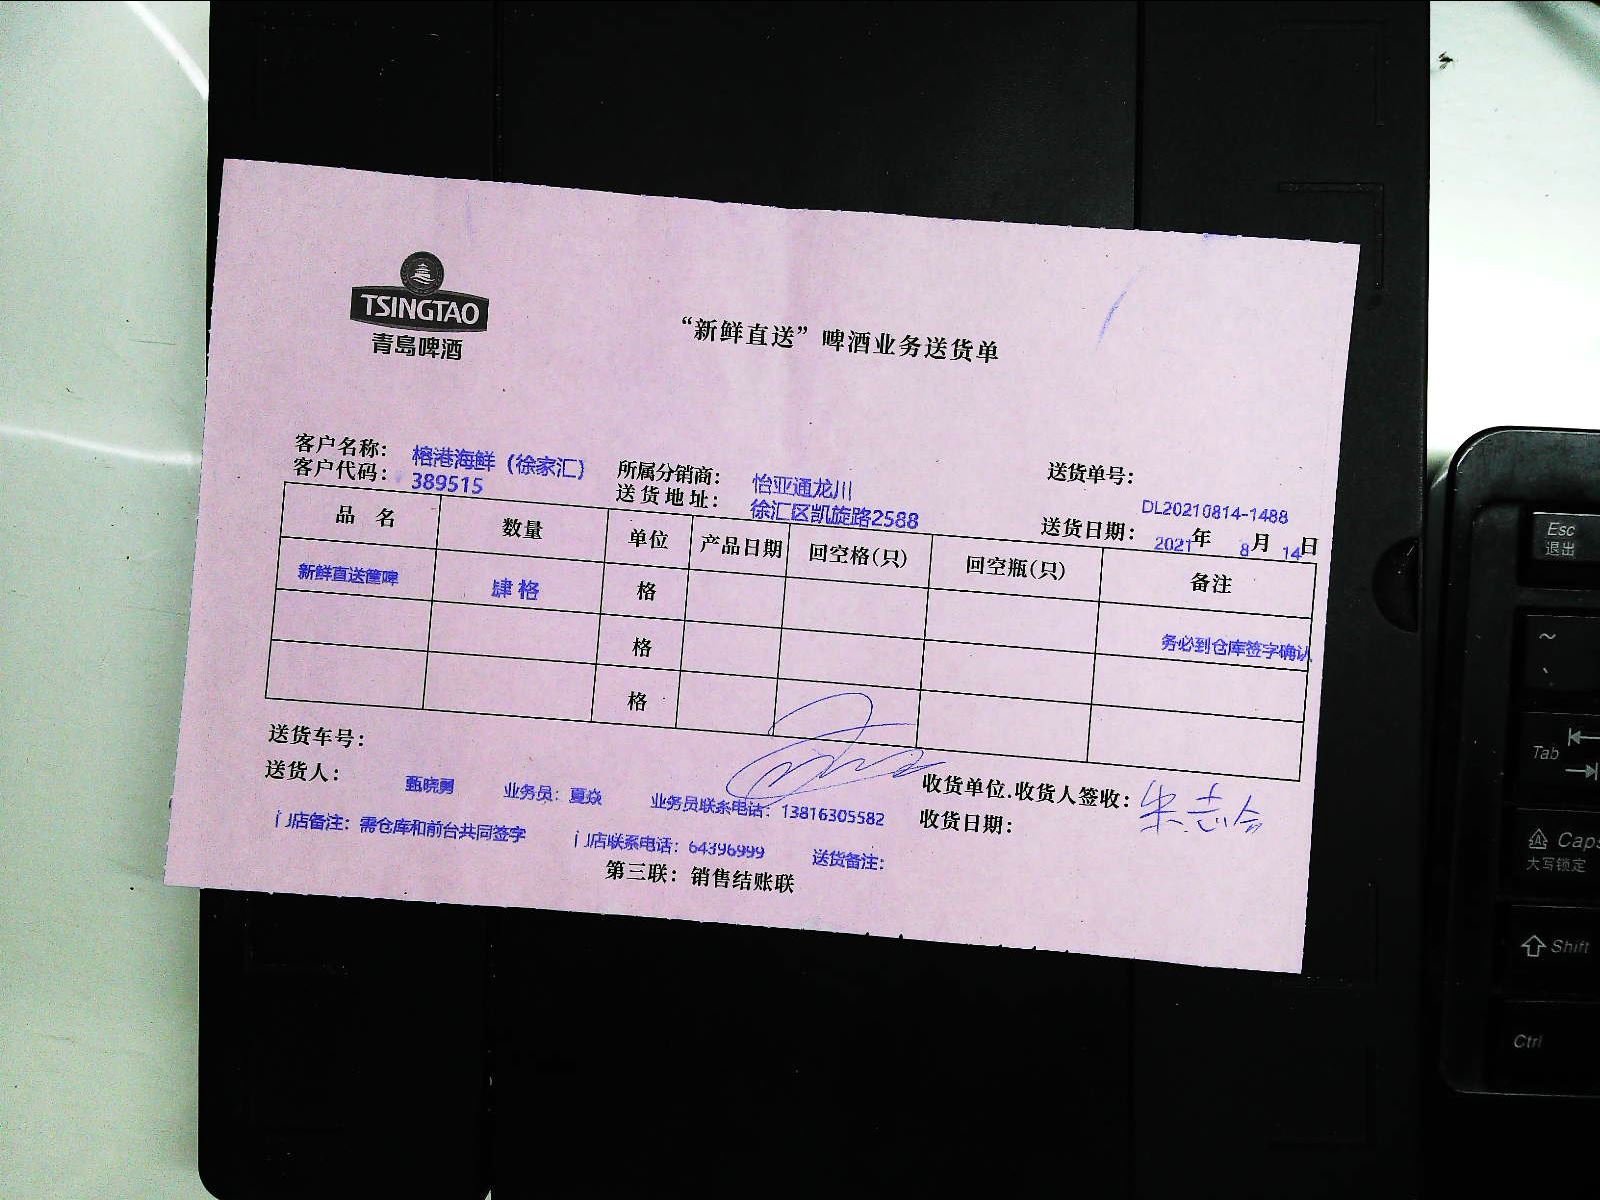 TSINGTAO
青島啤酒
“新鲜直送”啤酒业务送货单
客户名称： 榕港海鲜（徐家汇） 所属分销商： 怡亚通龙川 送货单号： DL20210814-1488
客户代码： 389515 送货地址： 徐汇区凯旋路2588 送货日期： 2021年 8月 14日
品 名 数量 单位 产品日期 回空格(只) 回空瓶(只) 备注
新鲜直送筐啤 肆格 格
格 务必到仓库签字确认
格
送货车号：
送货人： 甄晓勇 业务员：夏焱 业务员联系电话：13816305582 收货单位.收货人签收：朱志会
门店备注：需仓库和前台共同签字 门店联系电话：64396999 送货备注： 收货日期：
第三联：销售结账联
Esc
退出
~
、
Tab
Caps
大写锁定
Shift
Ctrl